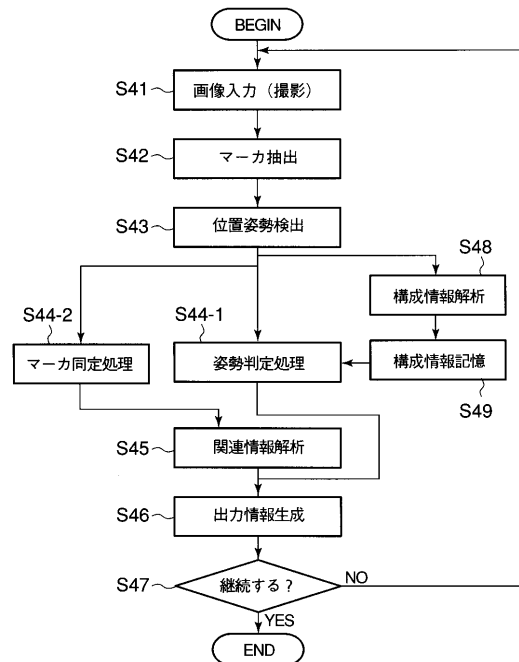 BEGIN
S41
画像入力（撮影）
S42
マーカ抽出
S43
位置姿勢検出
S48
構成情報解析
S44-2
S44-1
マーカ同定処理
姿勢判定処理
構成情報記憶
S49
S45
関連情報解析
S46
出力情報生成
S47
継続する？
NO
YES
END